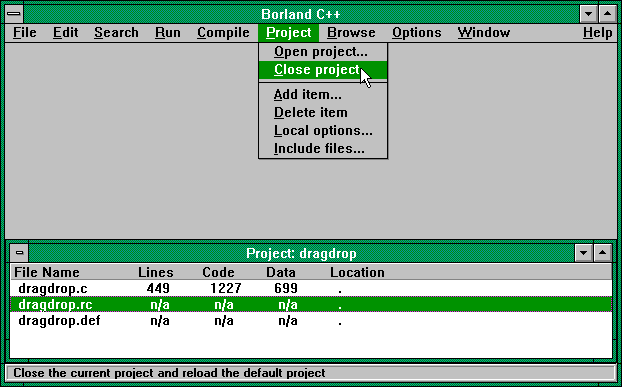 Borland C++
File Edit Search Run Compile Project Browse Options Window Help
Open project...
Close project
Add item...
Delete item
Local options...
Include files...
Project: dragdrop
File Name Lines Code Data Location
dragdrop.c 449 1227 699 .
dragdrop.rc n/a n/a n/a .
dragdrop.def n/a n/a n/a .
Close the current project and reload the default project